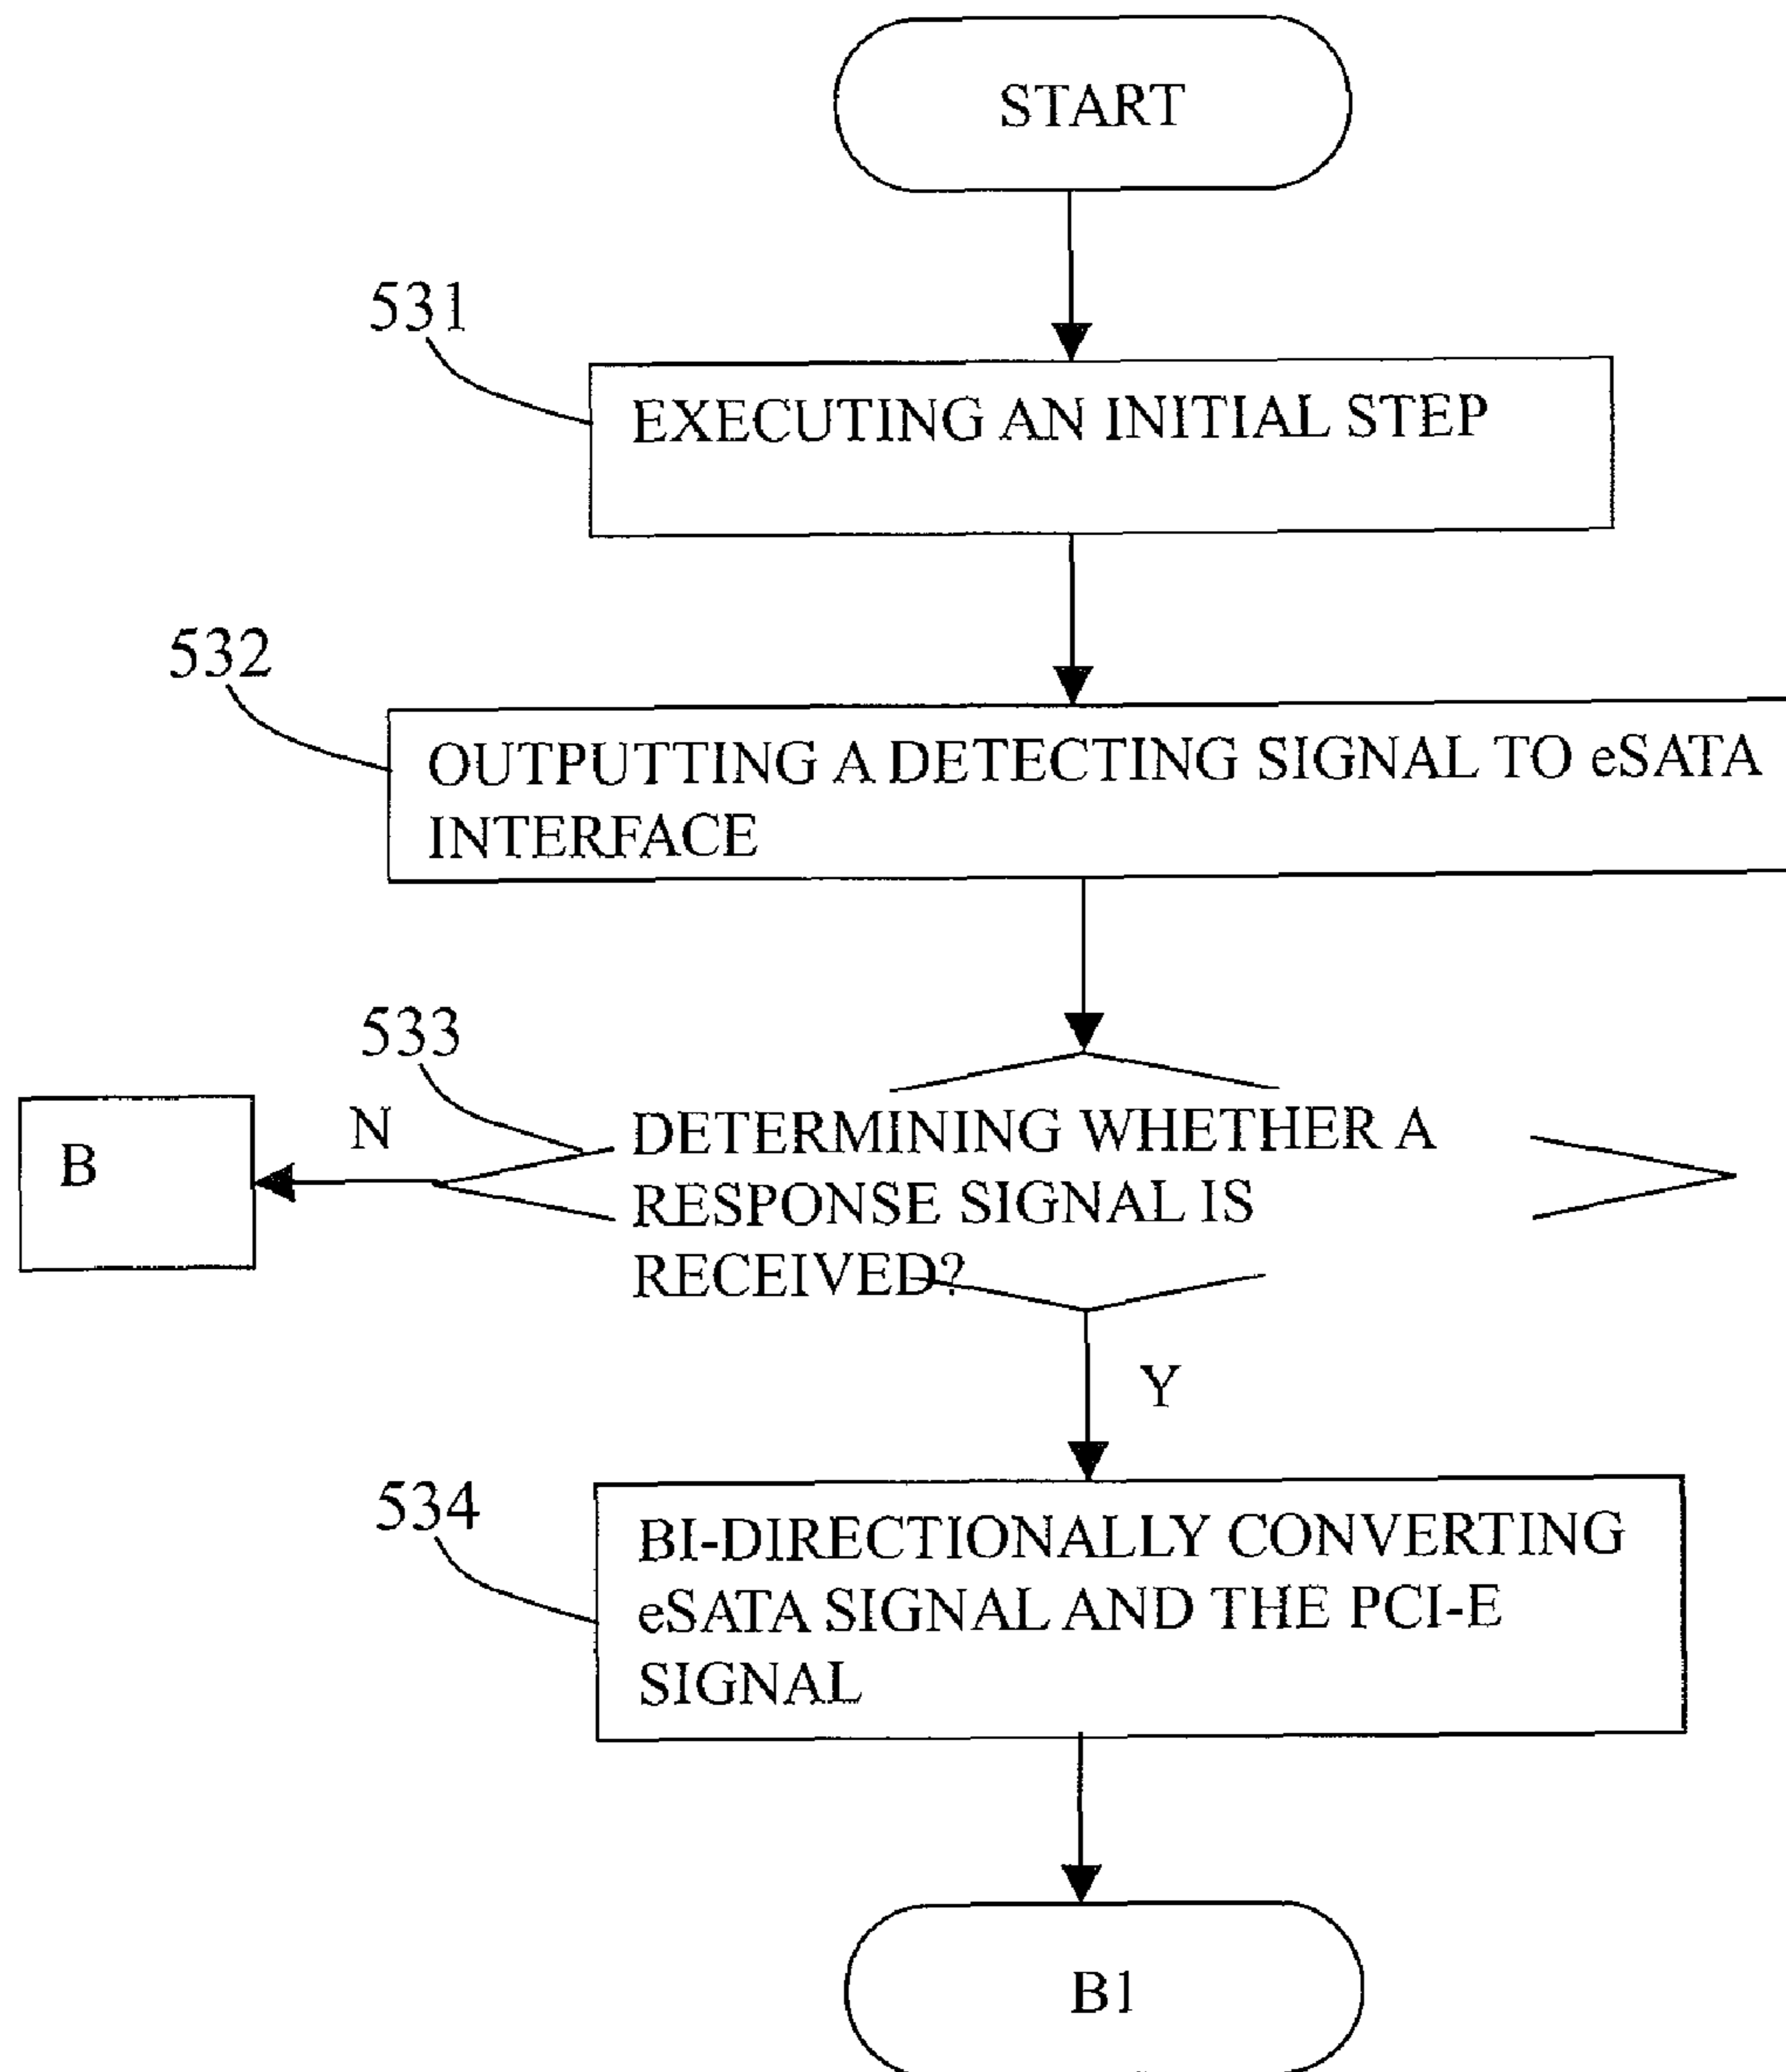 START
531
EXECUTING AN INITIAL STEP
532
OUTPUTTING A DETECTING SIGNAL TO eSATA
INTERFACE
533
N
B
DETERMINING WHETHER A
RESPONSE SIGNAL IS
RECEIVED?
Y
534
BI-DIRECTIONALLY CONVERTING
eSATA SIGNAL AND THE PCI-E
SIGNAL
B1